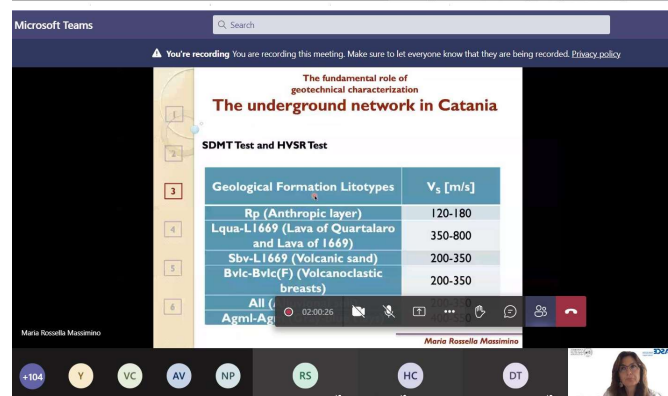 Microsoft Teams
Search
You're recording You are recording this meeting. Make sure to let everyone know that they are being recorded. Privacy policy
The fundamental role of
geotechnical characterization
The underground network in Catania
1
2
3
4
5
6
SDMT Test and HVSR Test
Geological Formation Litotypes
Vs [m/s]
Rp (Anthropic layer)
120-180
Lqua-L1669 (Lava of Quartalaro
and Lava of 1669)
350-800
Sbv-L1669 (Volcanic sand)
200-350
Bvlc-Bvlc(F) (Volcanoclastic
breasts)
200-350
All
Agml-Ag
02:00:26
Maria Rossella Massimino
Maria Rossella Massimino
+104
Y
VC
AV
NP
RS
HC
DT